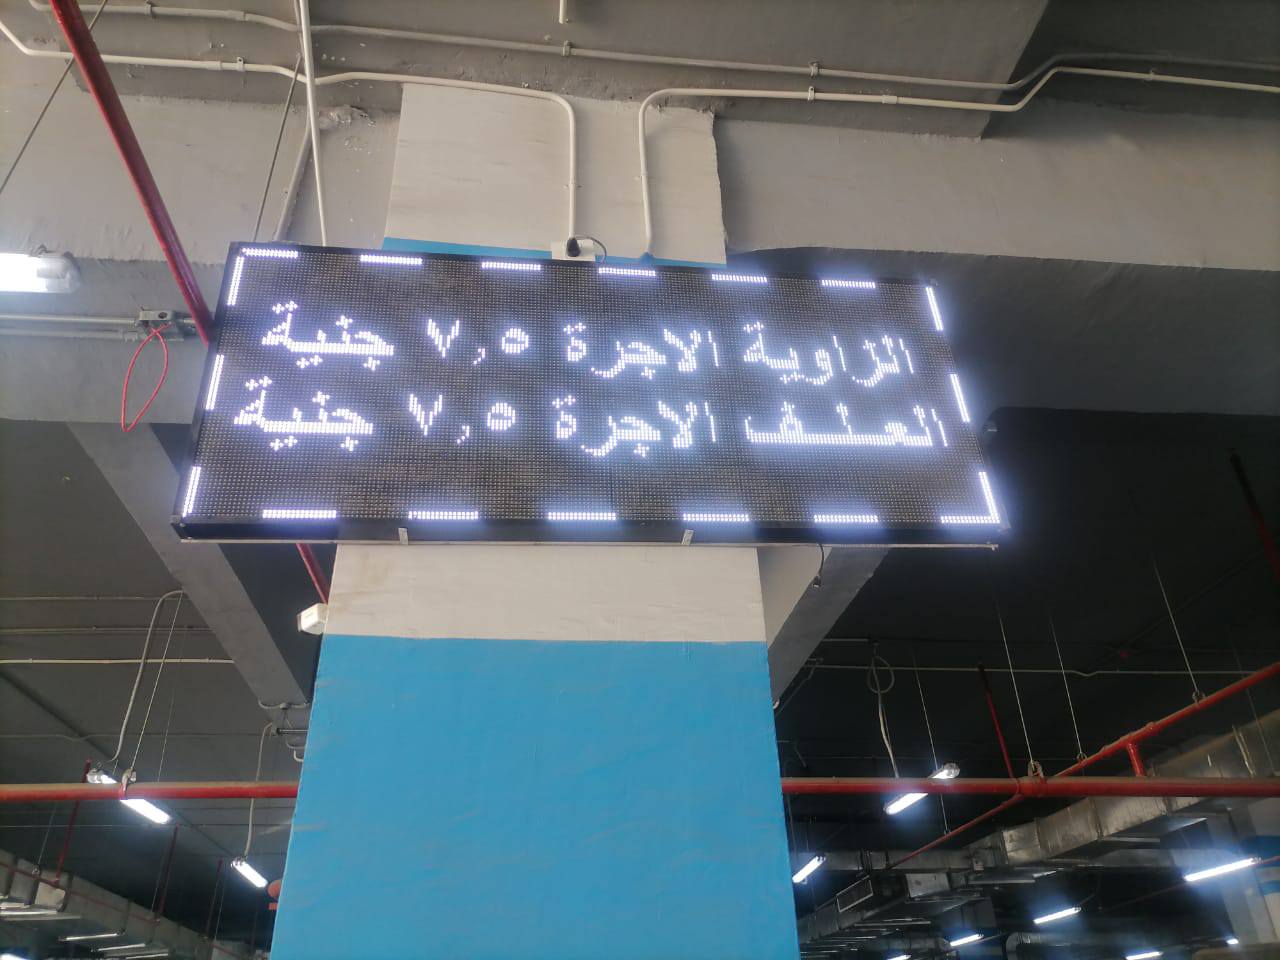 الزاوية الاجرة ٧,٥ جنية
العلف الاجرة ٧,٥ جنية